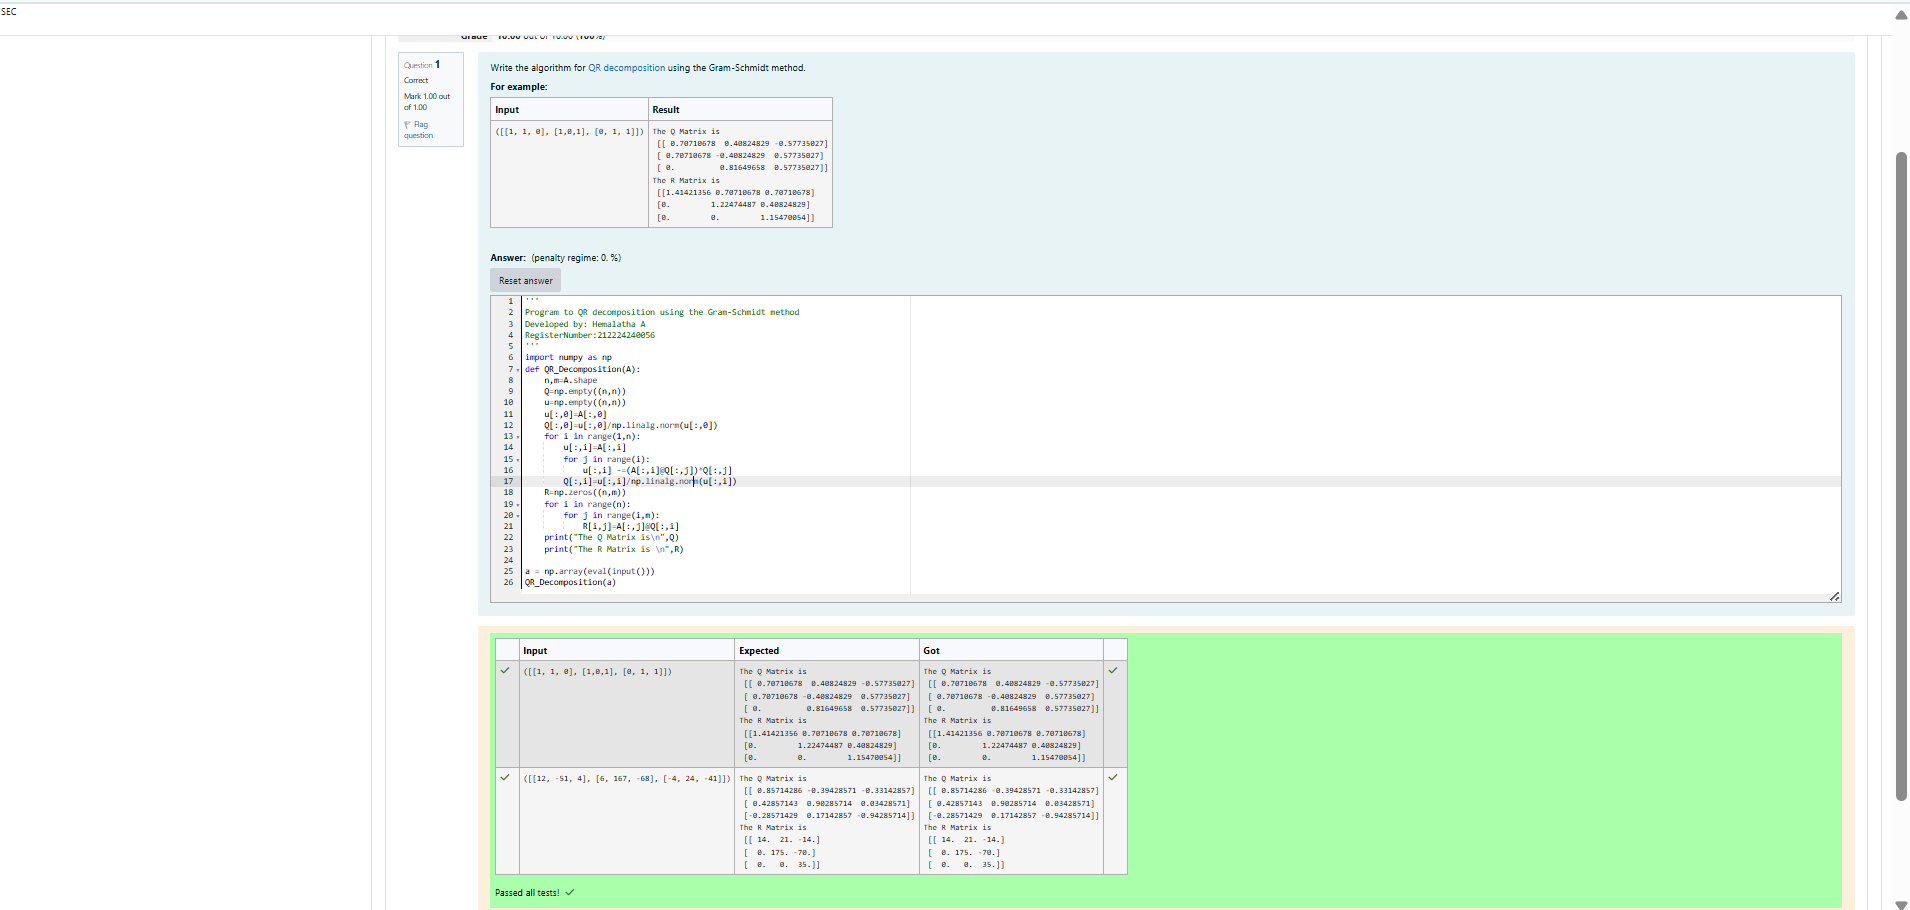 SEC
Grade 10.00 out of 10.00 (100%)
Question 1
Correct
Mark 1.00 out
of 1.00
Flag
question
Write the algorithm for QR decomposition using the Gram-Schmidt method.
For example:
Input Result
([[1, 1, 0], [1,0,1], [0, 1, 1]]) The Q Matrix is
[[ 0.70710678 0.40824829 -0.57735027]
[ 0.70710678 -0.40824829 0.57735027]
[ 0. 0.81649658 0.57735027]]
The R Matrix is
[[1.41421356 0.70710678 0.70710678]
[0. 1.22474487 0.40824829]
[0. 0. 1.15470054]]
Answer: (penalty regime: 0. %)
Reset answer
1 '''
2 Program to QR decomposition using the Gram-Schmidt method
3 Developed by: Hemalatha A
4 RegisterNumber:212224240056
5 '''
6 import numpy as np
7 def QR_Decomposition(A):
8 n,m=A.shape
9 Q=np.empty((n,n))
10 u=np.empty((n,n))
11 u[:,0]=A[:,0]
12 Q[:,0]=u[:,0]/np.linalg.norm(u[:,0])
13 for i in range(1,n):
14 u[:,i]=A[:,i]
15 for j in range(i):
16 u[:,i] -=(A[:,i]@Q[:,j])*Q[:,j]
17 Q[:,i]=u[:,i]/np.linalg.norm(u[:,i])
18 R=np.zeros((n,m))
19 for i in range(n):
20 for j in range(i,m):
21 R[i,j]=A[:,j]@Q[:,i]
22 print("The Q Matrix is\n",Q)
23 print("The R Matrix is \n",R)
24
25 a = np.array(eval(input()))
26 QR_Decomposition(a)
Input Expected Got
([[1, 1, 0], [1,0,1], [0, 1, 1]]) The Q Matrix is The Q Matrix is
[[ 0.70710678 0.40824829 -0.57735027] [[ 0.70710678 0.40824829 -0.57735027]
[ 0.70710678 -0.40824829 0.57735027] [ 0.70710678 -0.40824829 0.57735027]
[ 0. 0.81649658 0.57735027]] [ 0. 0.81649658 0.57735027]]
The R Matrix is The R Matrix is
[[1.41421356 0.70710678 0.70710678] [[1.41421356 0.70710678 0.70710678]
[0. 1.22474487 0.40824829] [0. 1.22474487 0.40824829]
[0. 0. 1.15470054]] [0. 0. 1.15470054]]
([[12, -51, 4], [6, 167, -68], [-4, 24, -41]]) The Q Matrix is The Q Matrix is
[[ 0.85714286 -0.39428571 -0.33142857] [[ 0.85714286 -0.39428571 -0.33142857]
[ 0.42857143 0.90285714 0.03428571] [ 0.42857143 0.90285714 0.03428571]
[-0.28571429 0.17142857 -0.94285714]] [-0.28571429 0.17142857 -0.94285714]]
The R Matrix is The R Matrix is
[[ 14. 21. -14.] [[ 14. 21. -14.]
[ 0. 175. -70.] [ 0. 175. -70.]
[ 0. 0. 35.]] [ 0. 0. 35.]]
Passed all tests!